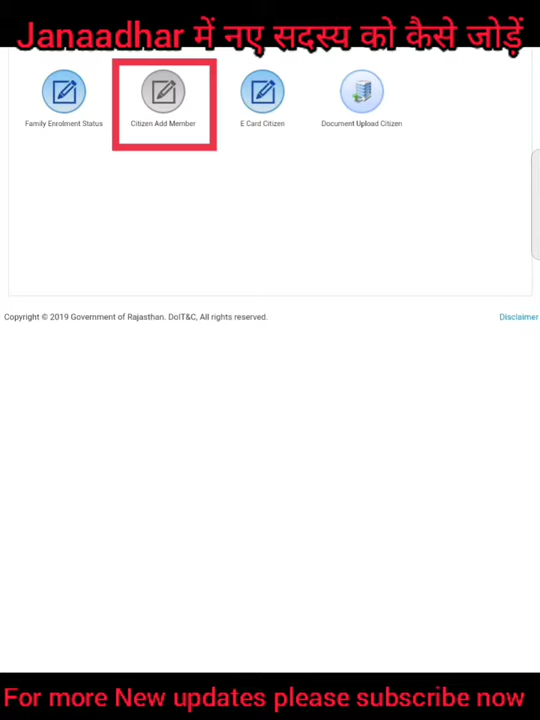 Janaadhar में नए सदस्य को कैसे जोड़ें
Family Enrolment Status
Citizen Add Member
E Card Citizen
Document Upload Citizen
Copyright © 2019 Government of Rajasthan. DoIT&C, All rights reserved.
Disclaimer
For more New updates please subscribe now